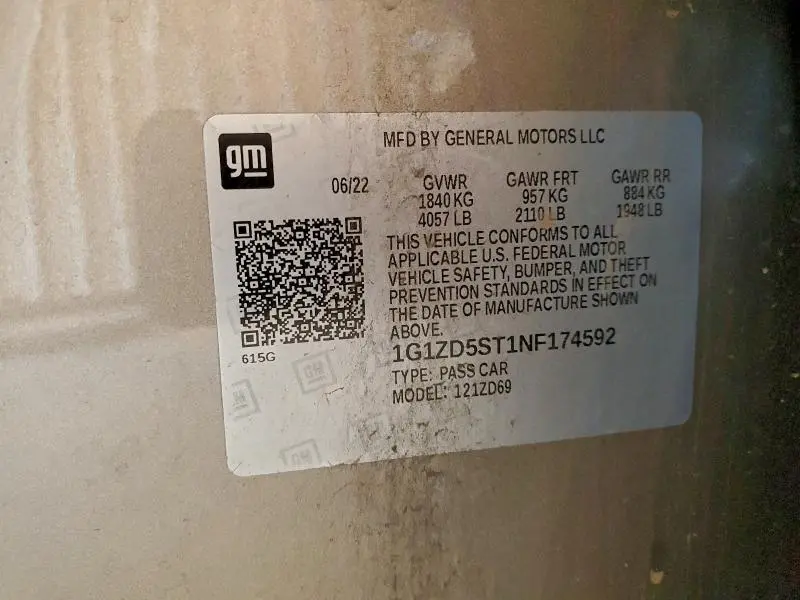 gm
MFD BY GENERAL MOTORS LLC
06/22
GVWR GAWR FRT GAWR RR
1840 KG 957 KG 884 KG
4057 LB 2110 LB 1948 LB
THIS VEHICLE CONFORMS TO ALL
APPLICABLE U.S. FEDERAL MOTOR
VEHICLE SAFETY, BUMPER, AND THEFT
PREVENTION STANDARDS IN EFFECT ON
THE DATE OF MANUFACTURE SHOWN
ABOVE.
615G
1G1ZD5ST1NF174592
TYPE: PASS CAR
MODEL: 121ZD69